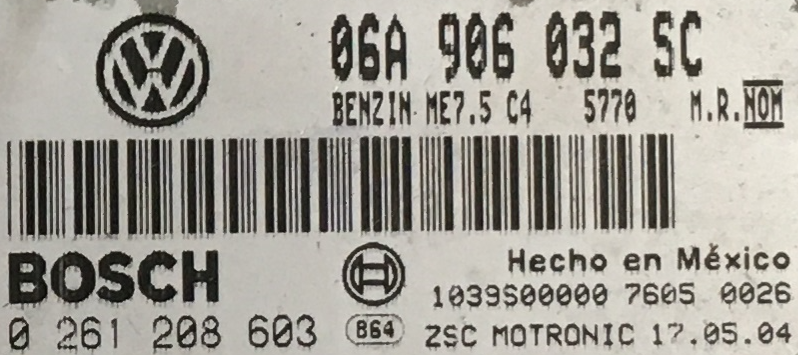 06A 906 032 SC
BENZIN ME7.5 C4 5770 M.R.NOM
BOSCH
Hecho en México
1039S00000 7605 0026
0 261 208 603 B64 ZSC MOTRONIC 17.05.04